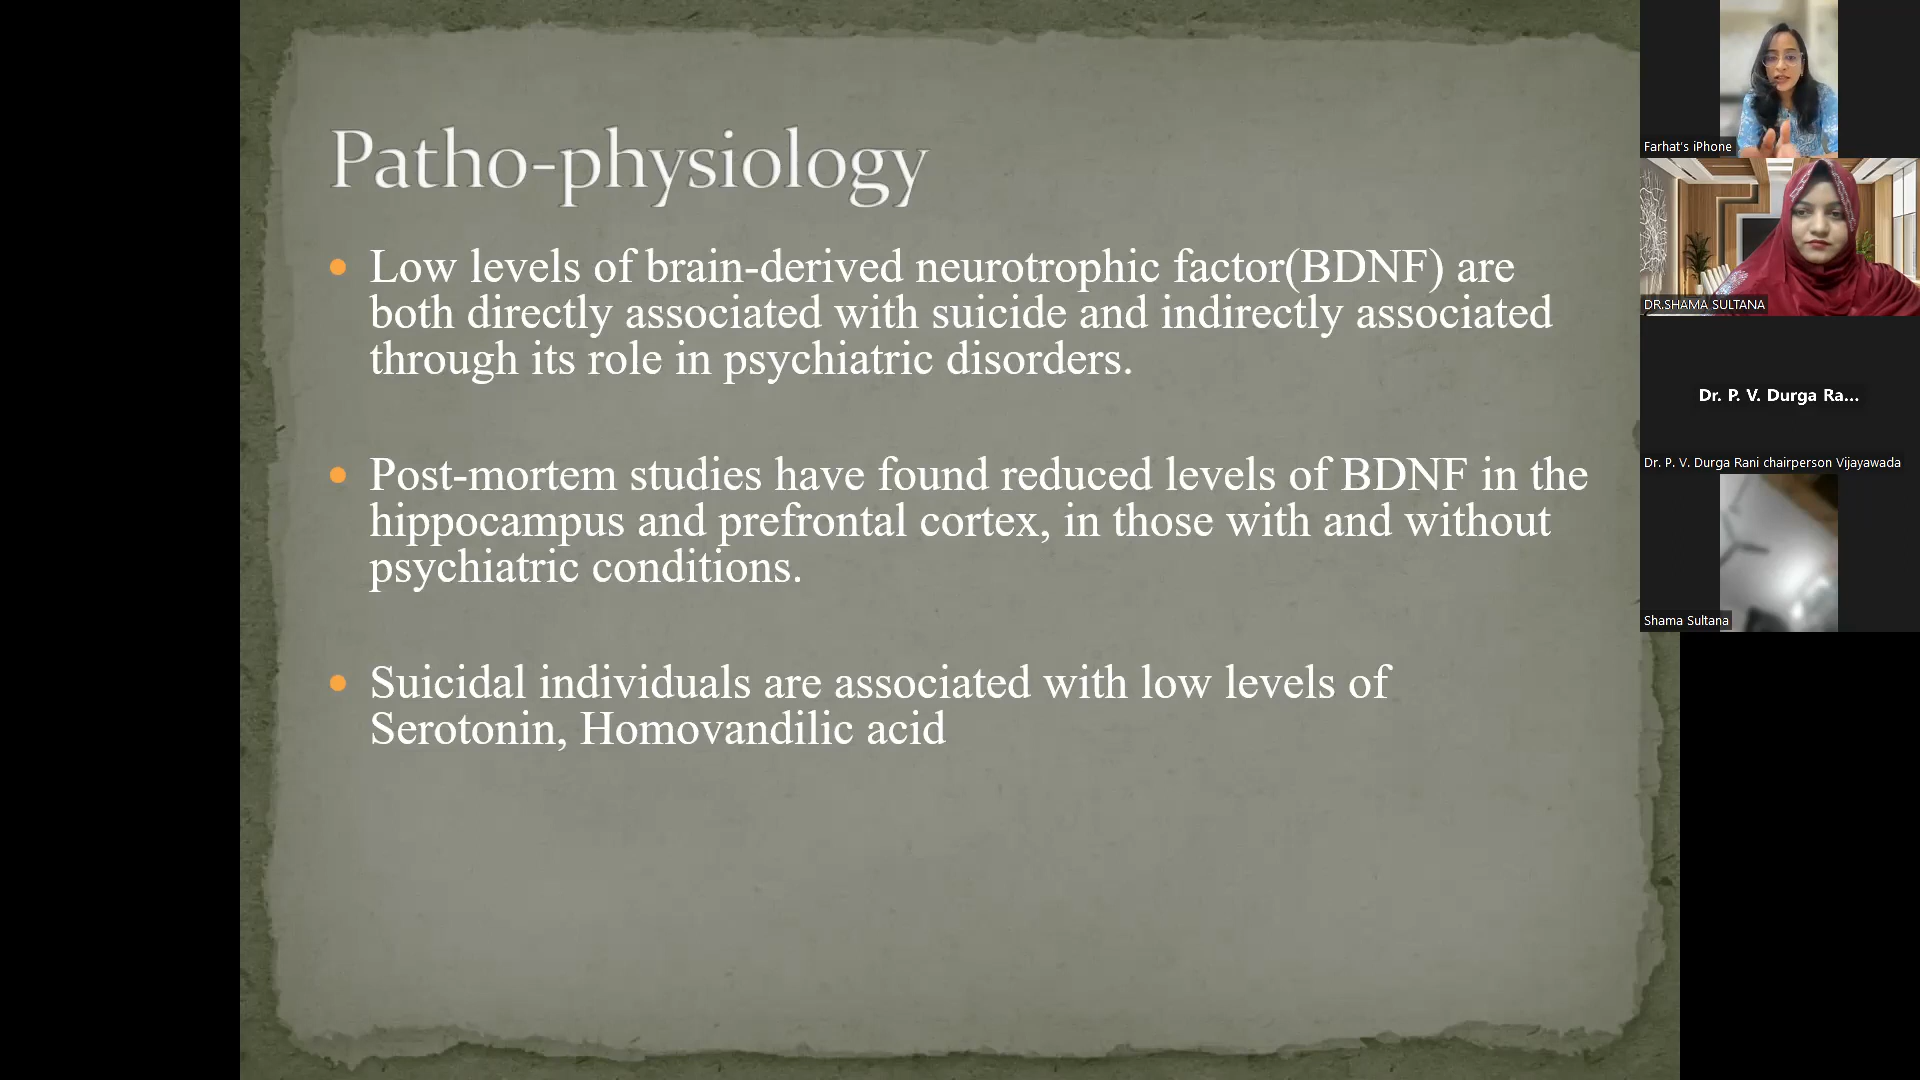 Patho-physiology
Low levels of brain-derived neurotrophic factor(BDNF) are
both directly associated with suicide and indirectly associated
through its role in psychiatric disorders.
Post-mortem studies have found reduced levels of BDNF in the
hippocampus and prefrontal cortex, in those with and without
psychiatric conditions.
Suicidal individuals are associated with low levels of
Serotonin, Homovandilic acid
Farhat's iPhone
DR.SHAMA SULTANA
Dr. P. V. Durga Ra...
Dr. P. V. Durga Rani chairperson Vijayawada
Shama Sultana